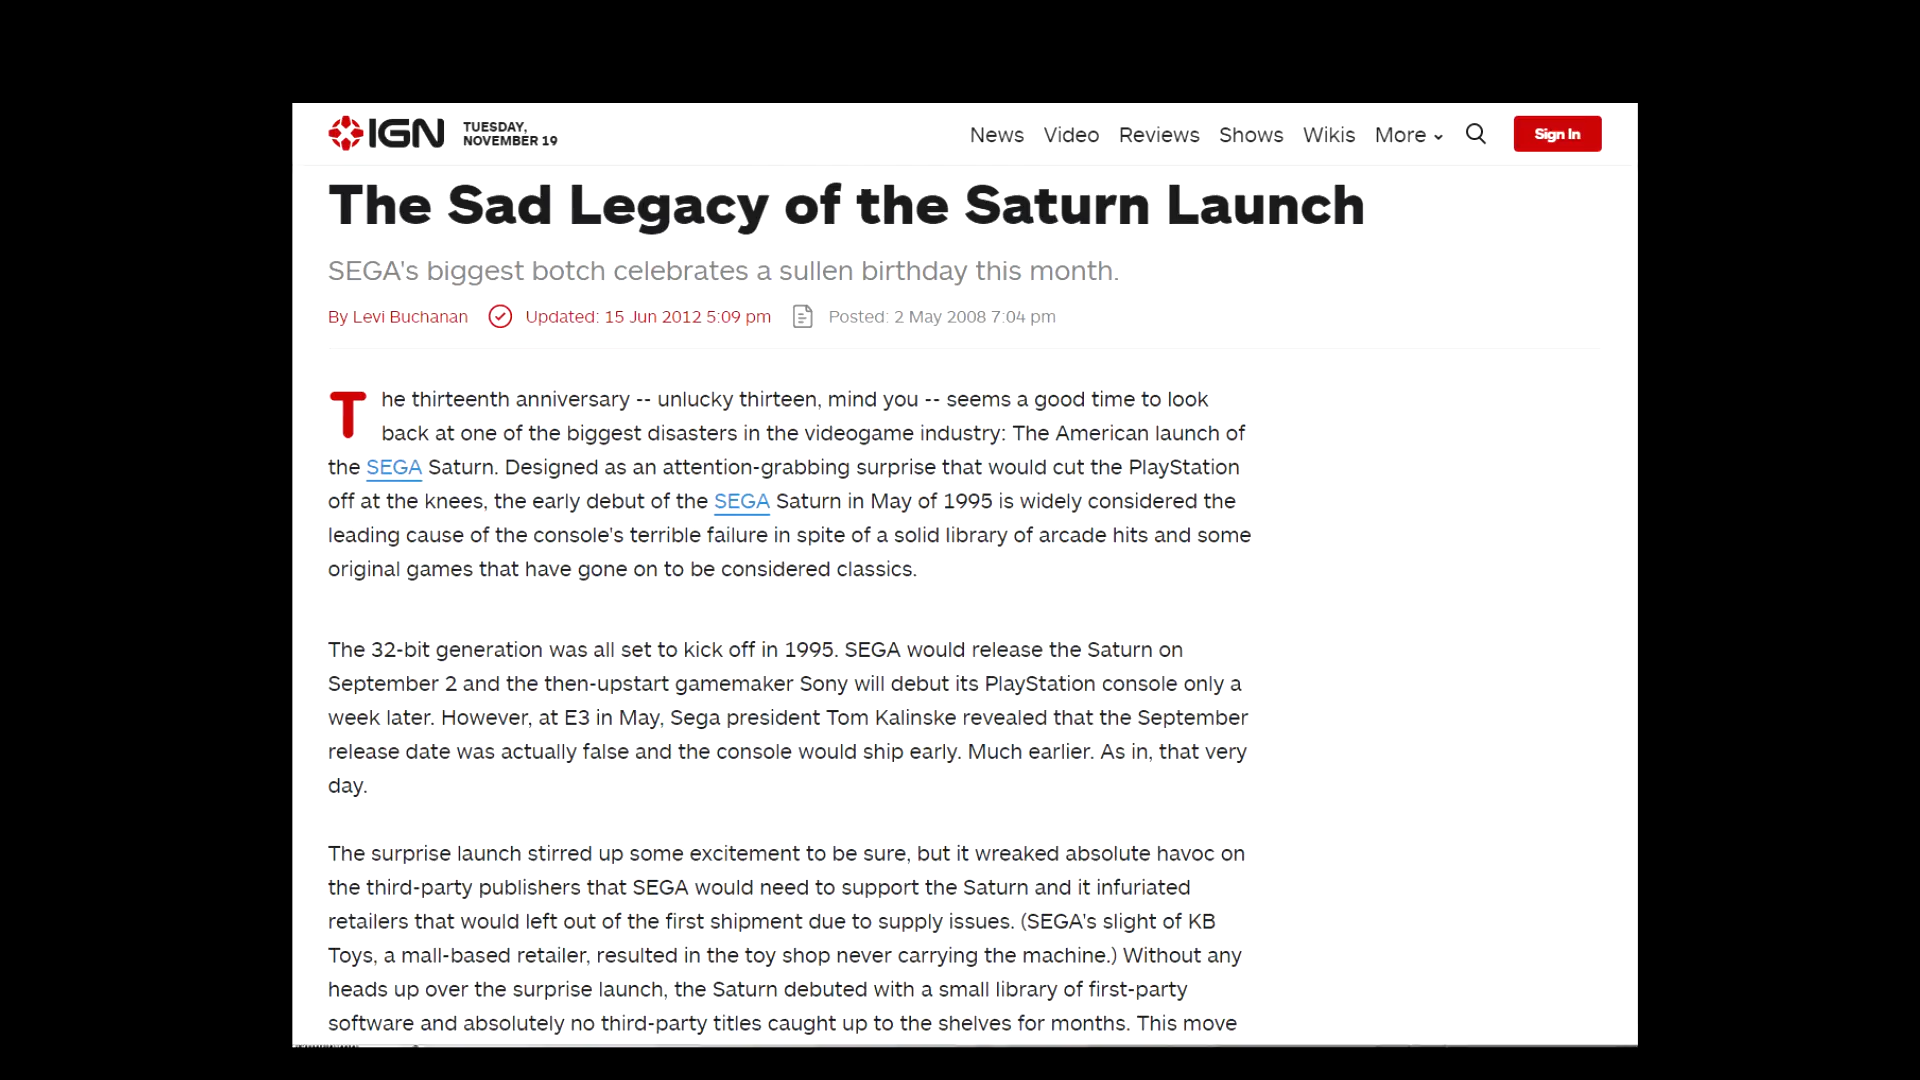 IGN
TUESDAY,
NOVEMBER 19
News Video Reviews Shows Wikis More Sign In
The Sad Legacy of the Saturn Launch
SEGA's biggest botch celebrates a sullen birthday this month.
By Levi Buchanan Updated: 15 Jun 2012 5:09 pm Posted: 2 May 2008 7:04 pm
The thirteenth anniversary -- unlucky thirteen, mind you -- seems a good time to look
back at one of the biggest disasters in the videogame industry: The American launch of
the SEGA Saturn. Designed as an attention-grabbing surprise that would cut the PlayStation
off at the knees, the early debut of the SEGA Saturn in May of 1995 is widely considered the
leading cause of the console's terrible failure in spite of a solid library of arcade hits and some
original games that have gone on to be considered classics.
The 32-bit generation was all set to kick off in 1995. SEGA would release the Saturn on
September 2 and the then-upstart gamemaker Sony will debut its PlayStation console only a
week later. However, at E3 in May, Sega president Tom Kalinske revealed that the September
release date was actually false and the console would ship early. Much earlier. As in, that very
day.
The surprise launch stirred up some excitement to be sure, but it wreaked absolute havoc on
the third-party publishers that SEGA would need to support the Saturn and it infuriated
retailers that would left out of the first shipment due to supply issues. (SEGA's slight of KB
Toys, a mall-based retailer, resulted in the toy shop never carrying the machine.) Without any
heads up over the surprise launch, the Saturn debuted with a small library of first-party
software and absolutely no third-party titles caught up to the shelves for months. This move